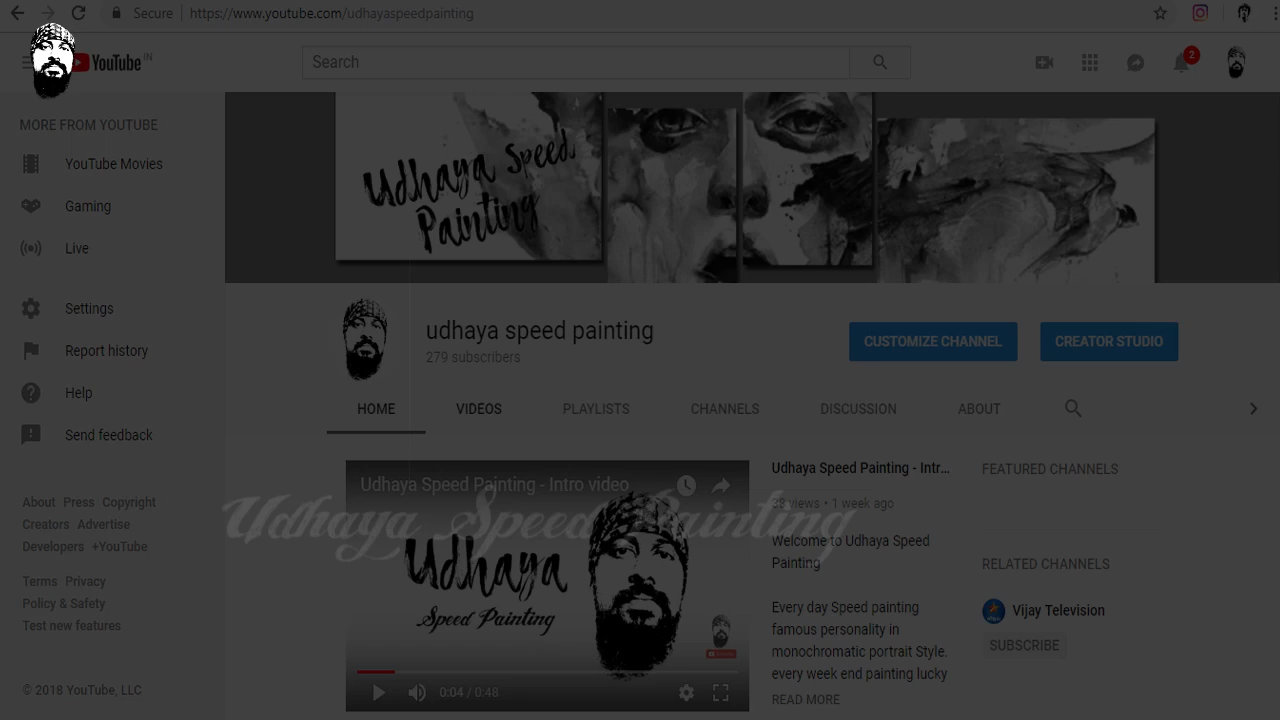 Secure
https://www.youtube.com/udhayaspeedpainting
YouTube IN
Search
2
MORE FROM YOUTUBE
YouTube Movies
Gaming
Live
Settings
Report history
Help
Send feedback
About Press Copyright
Creators Advertise
Developers +YouTube
Terms Privacy
Policy & Safety
Test new features
© 2018 YouTube, LLC
Udhaya Speed
Painting
udhaya speed painting
279 subscribers
CUSTOMIZE CHANNEL
CREATOR STUDIO
HOME
VIDEOS
PLAYLISTS
CHANNELS
DISCUSSION
ABOUT
Udhaya Speed Painting - Intro video
Udhaya Speed Painting
Udhaya
Speed Painting
0:04 / 0:48
Udhaya Speed Painting - Intr...
views • 1 week ago
Welcome to Udhaya Speed
Painting
Every day Speed painting
famous personality in
monochromatic portrait Style.
every week end painting lucky
READ MORE
FEATURED CHANNELS
RELATED CHANNELS
Vijay Television
SUBSCRIBE